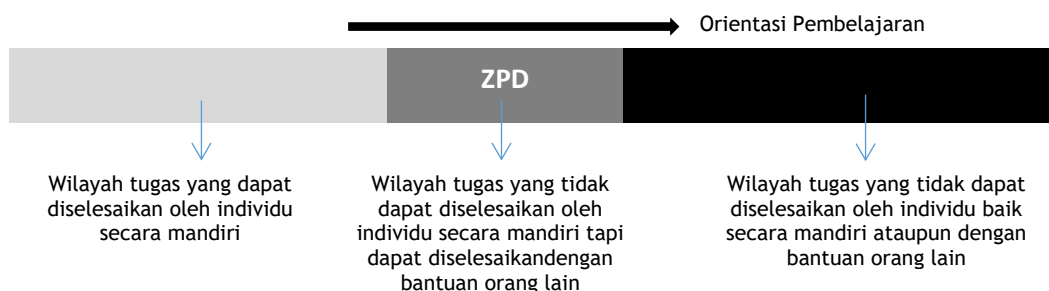 Orientasi Pembelajaran
ZPD
Wilayah tugas yang dapat
diselesaikan oleh individu
secara mandiri
Wilayah tugas yang tidak
dapat diselesaikan oleh
individu secara mandiri tapi
dapat diselesaikandengan
bantuan orang lain
Wilayah tugas yang tidak dapat
diselesaikan oleh individu baik
secara mandiri ataupun dengan
bantuan orang lain